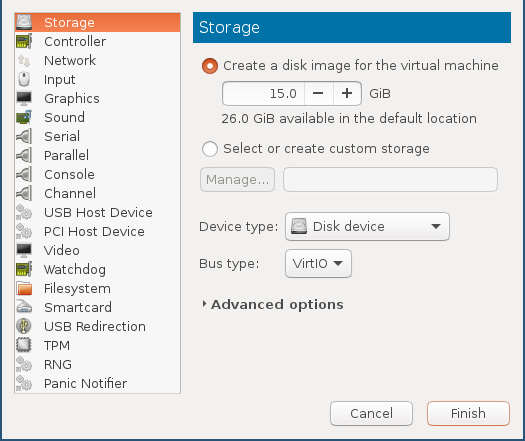 Storage
Controller
Network
Input
Graphics
Sound
Serial
Parallel
Console
Channel
USB Host Device
PCI Host Device
Video
Watchdog
Filesystem
Smartcard
USB Redirection
TPM
RNG
Panic Notifier
Storage
Create a disk image for the virtual machine
15.0 − + GiB
26.0 GiB available in the default location
Select or create custom storage
Manage...
Device type: Disk device
Bus type: VirtIO
Advanced options
Cancel Finish